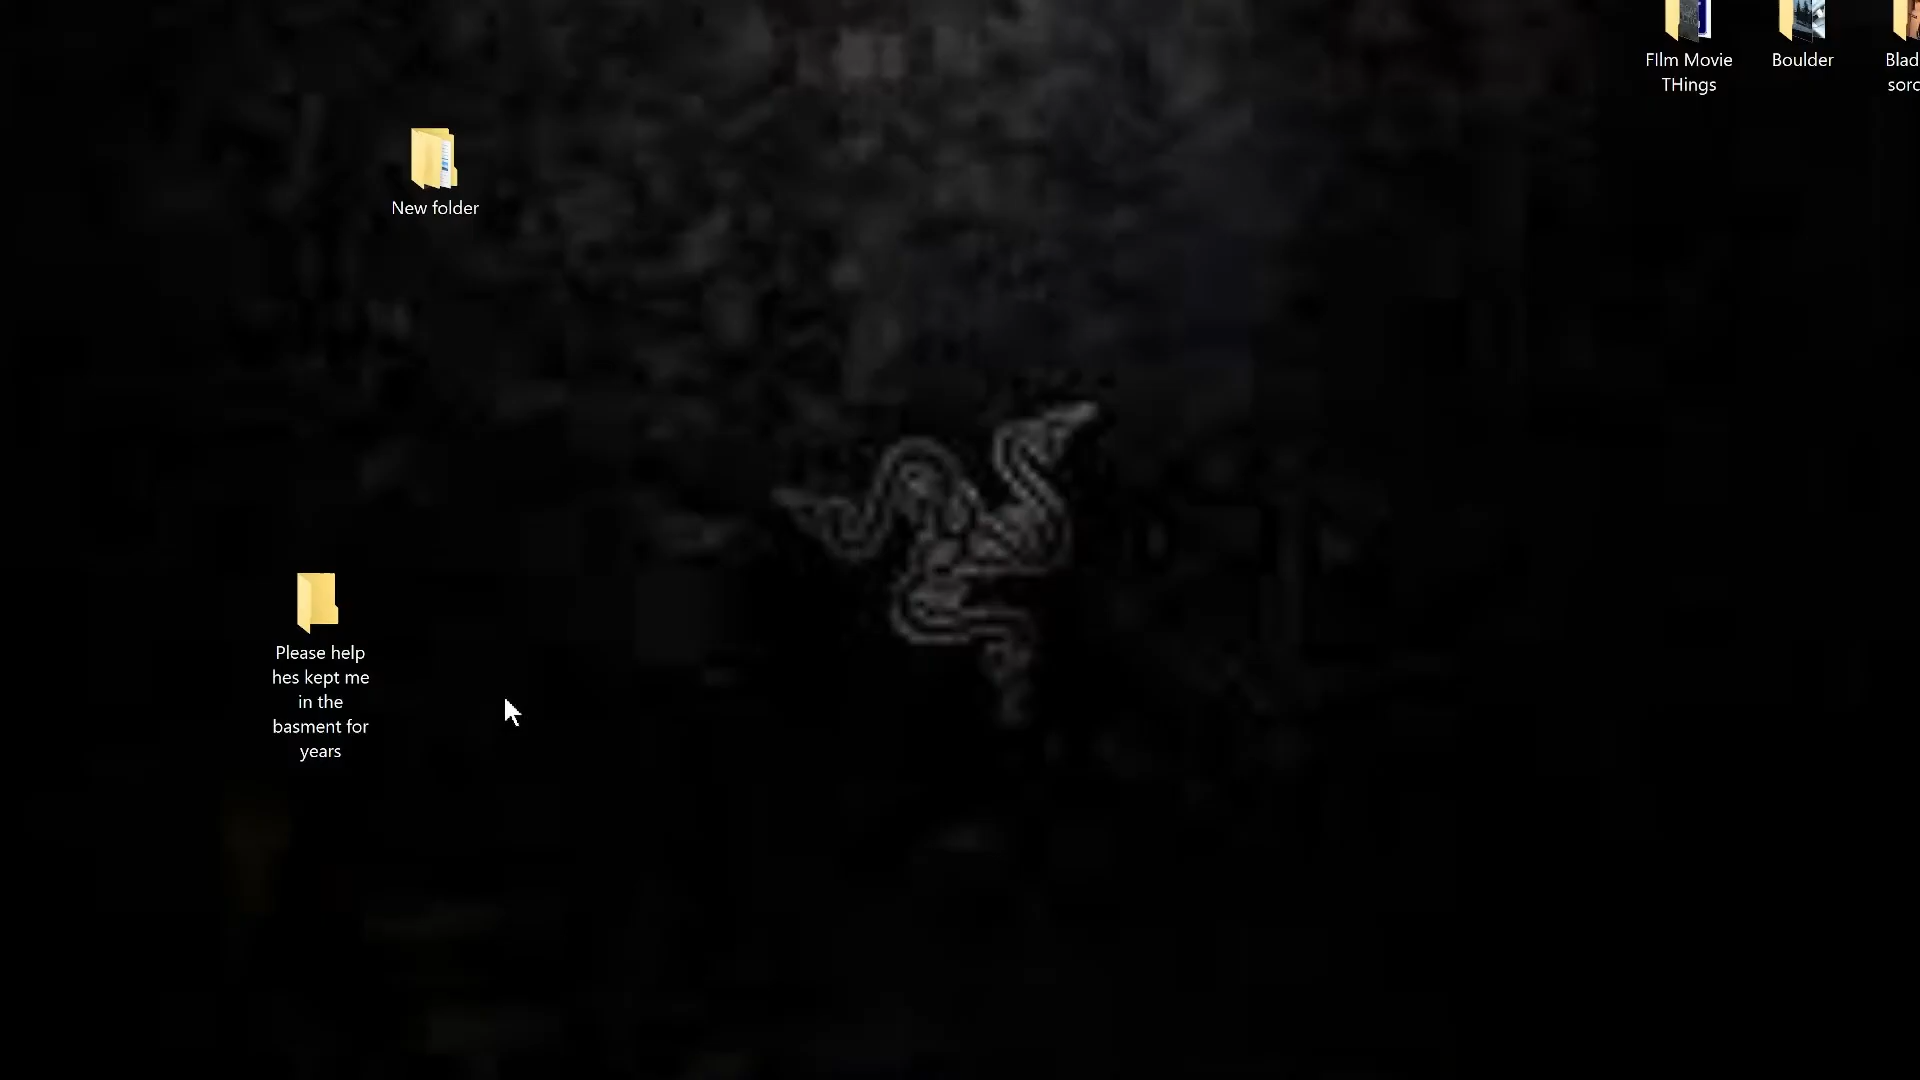 FIlm Movie
THings
Boulder
New folder
Please help
hes kept me
in the
basment for
years